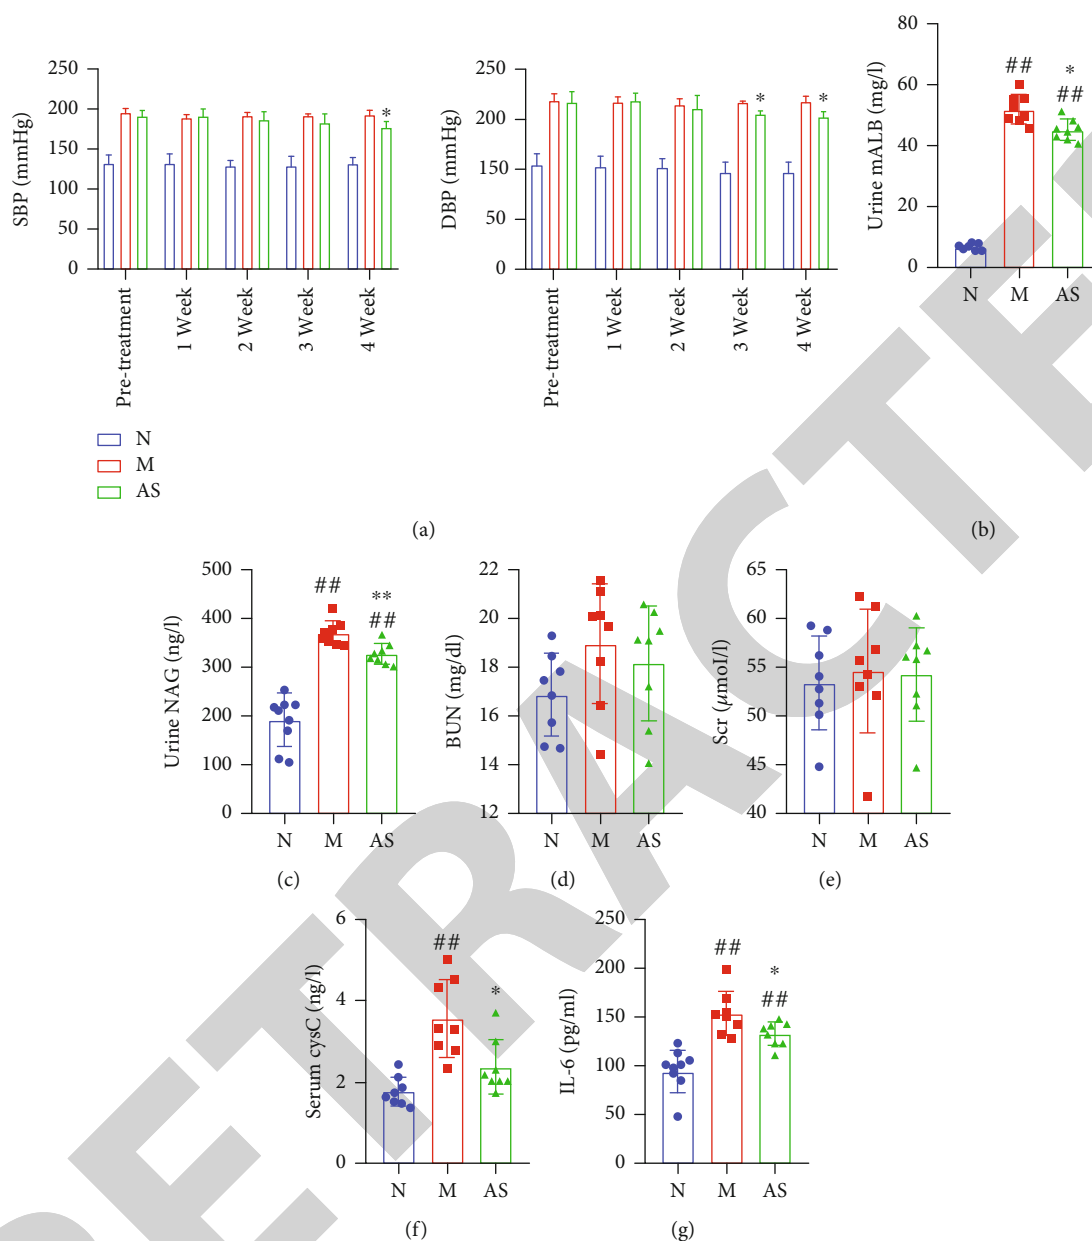 250
200
150
100
50
0
SBP (mmHg)
*
Pre-treatment
1 Week
2 Week
3 Week
4 Week
250
200
150
100
50
0
DBP (mmHg)
*
*
Pre-treatment
1 Week
2 Week
3 Week
4 Week
N
M
AS
(a)
80
60
40
20
0
Urine mALB (mg/l)
##
*
##
N M AS
(b)
500
400
300
200
100
0
Urine NAG (ng/l)
##
**
##
N M AS
(c)
22
20
18
16
14
12
BUN (mg/dl)
N M AS
(d)
65
60
55
50
45
40
Scr (μmoI/l)
N M AS
(e)
6
4
2
0
Serum cysC (ng/l)
##
*
N M AS
(f)
250
200
150
100
50
0
IL-6 (pg/ml)
##
*
##
N M AS
(g)
RETRACTE